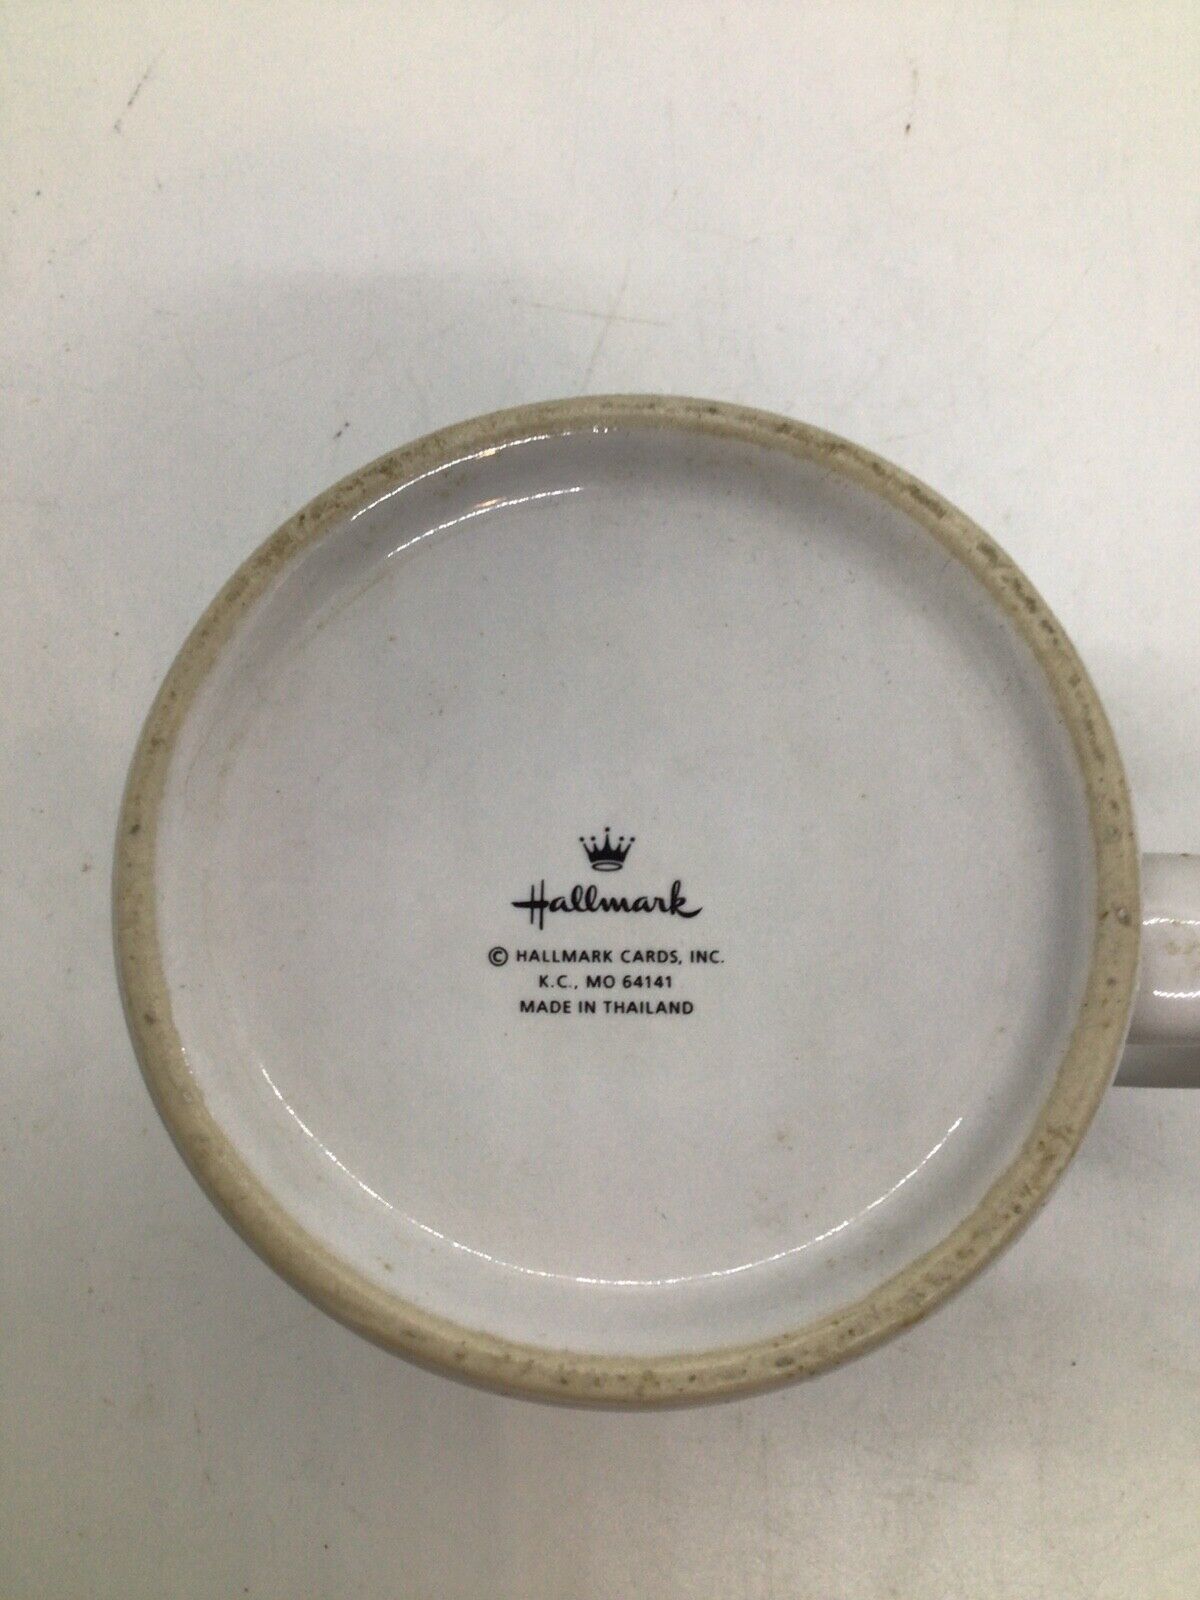 Hallmark
© HALLMARK CARDS, INC.
K.C., MO 64141
MADE IN THAILAND